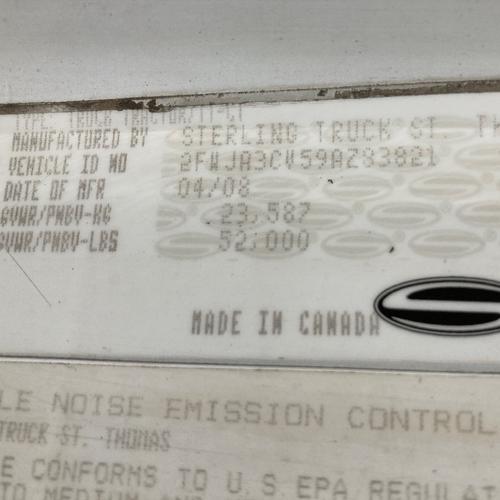 TYPE: TRUCK TRACTOR/TT-CT
MANUFACTURED BY STERLING TRUCK ST. TH
VEHICLE ID NO 2FWJA3CV59AZ83821
DATE OF MFR 04/08
GVWR/PNBV-KG 23,587
GVWR/PNBV-LBS 52,000
MADE IN CANADA
LE NOISE EMISSION CONTROL
TRUCK ST. THOMAS
E CONFORMS TO U S EPA REGULAT
TO MEDIUM AND